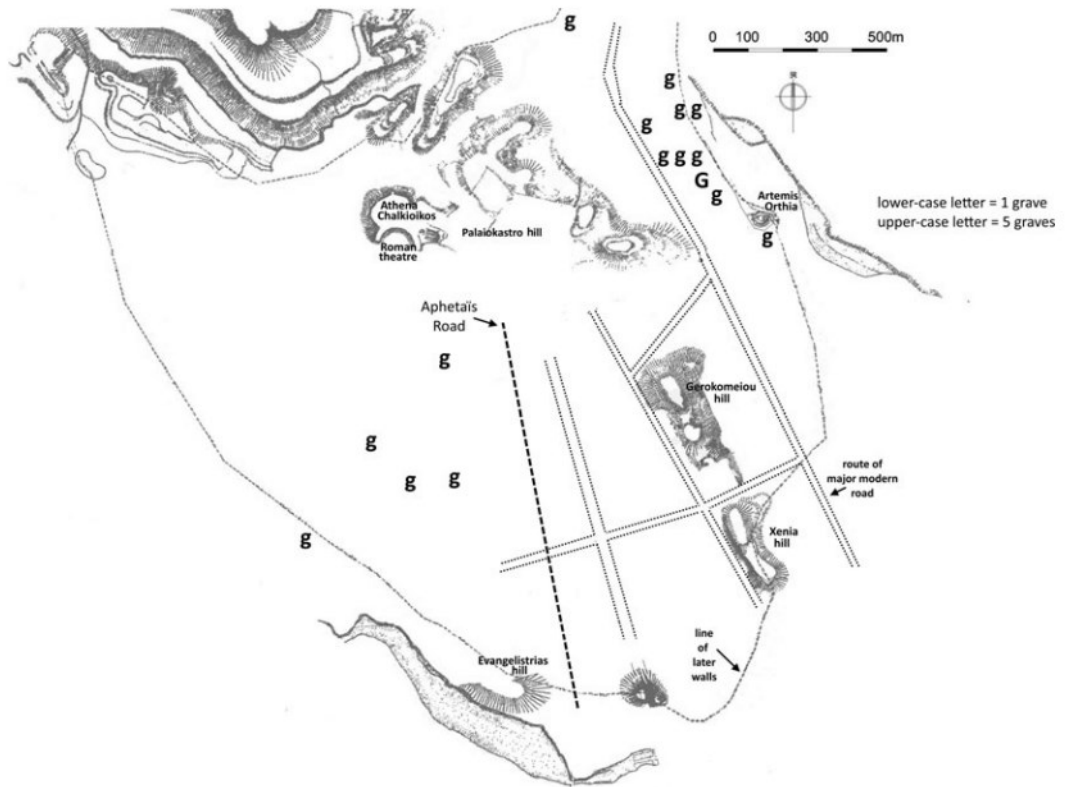 g
0 100 300 500m
N
g
g g
g
g g g
G
g
Artemis
Orthia
g
lower-case letter = 1 grave
upper-case letter = 5 graves
Athena
Chalkioikos
Roman
theatre
Palaiokastro hill
Aphetaïs
Road
g
Gerokomeiou
hill
g
g
g
route of
major modern
road
g
Xenia
hill
line
of
later
walls
Evangelistrias
hill